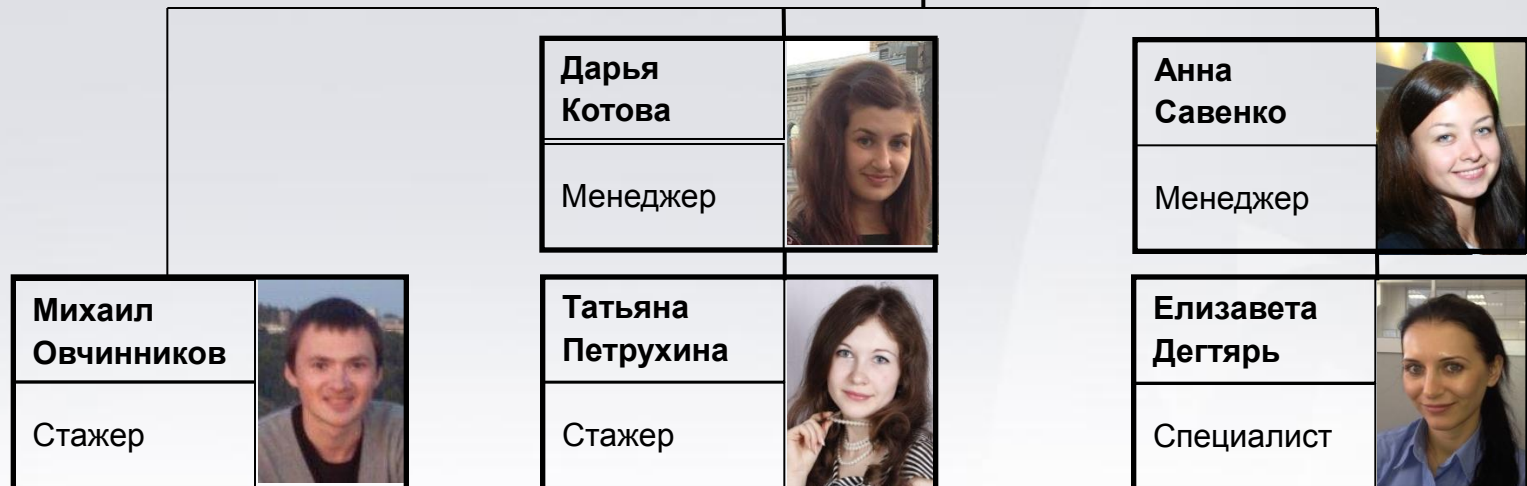 Дарья
Котова
Менеджер
Анна
Савенко
Менеджер
Михаил
Овчинников
Стажер
Татьяна
Петрухина
Стажер
Елизавета
Дегтярь
Специалист